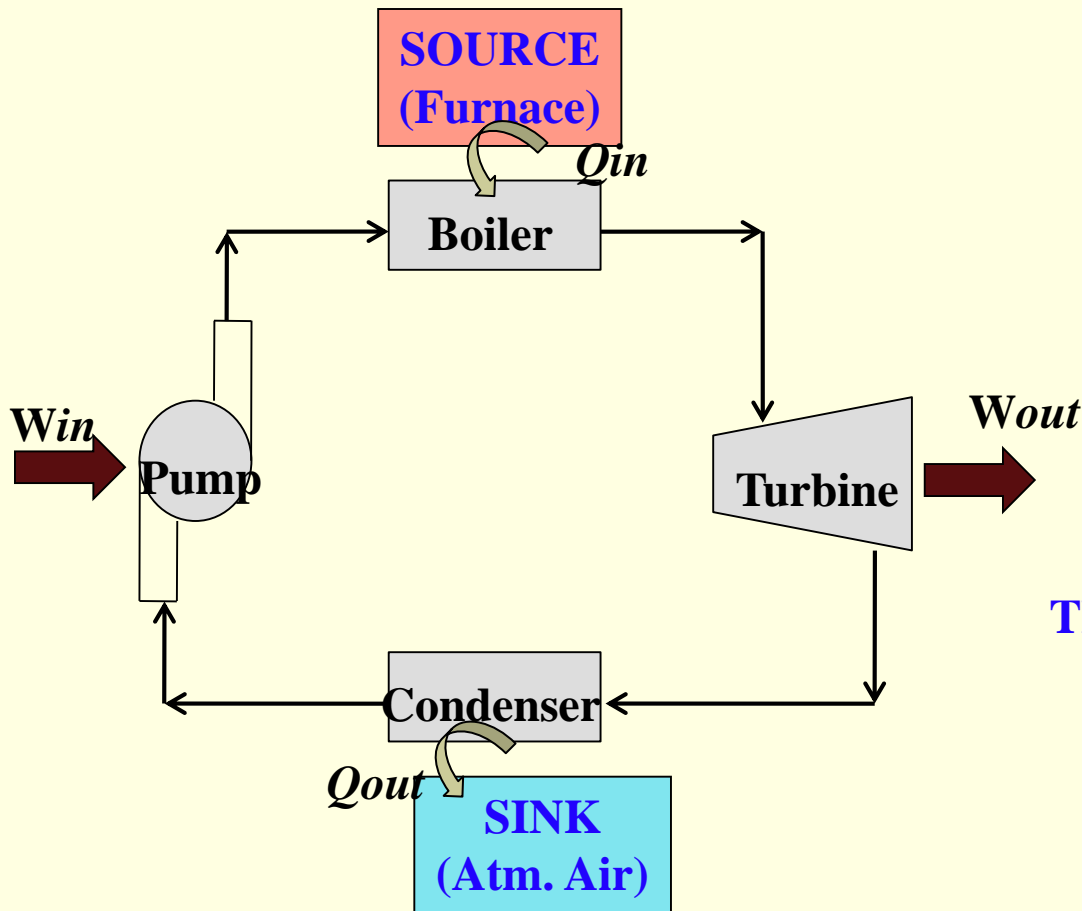 SOURCE
(Furnace)
Qin
Boiler
Win
Wout
Pump
Turbine
T
Condenser
Qout
SINK
(Atm. Air)